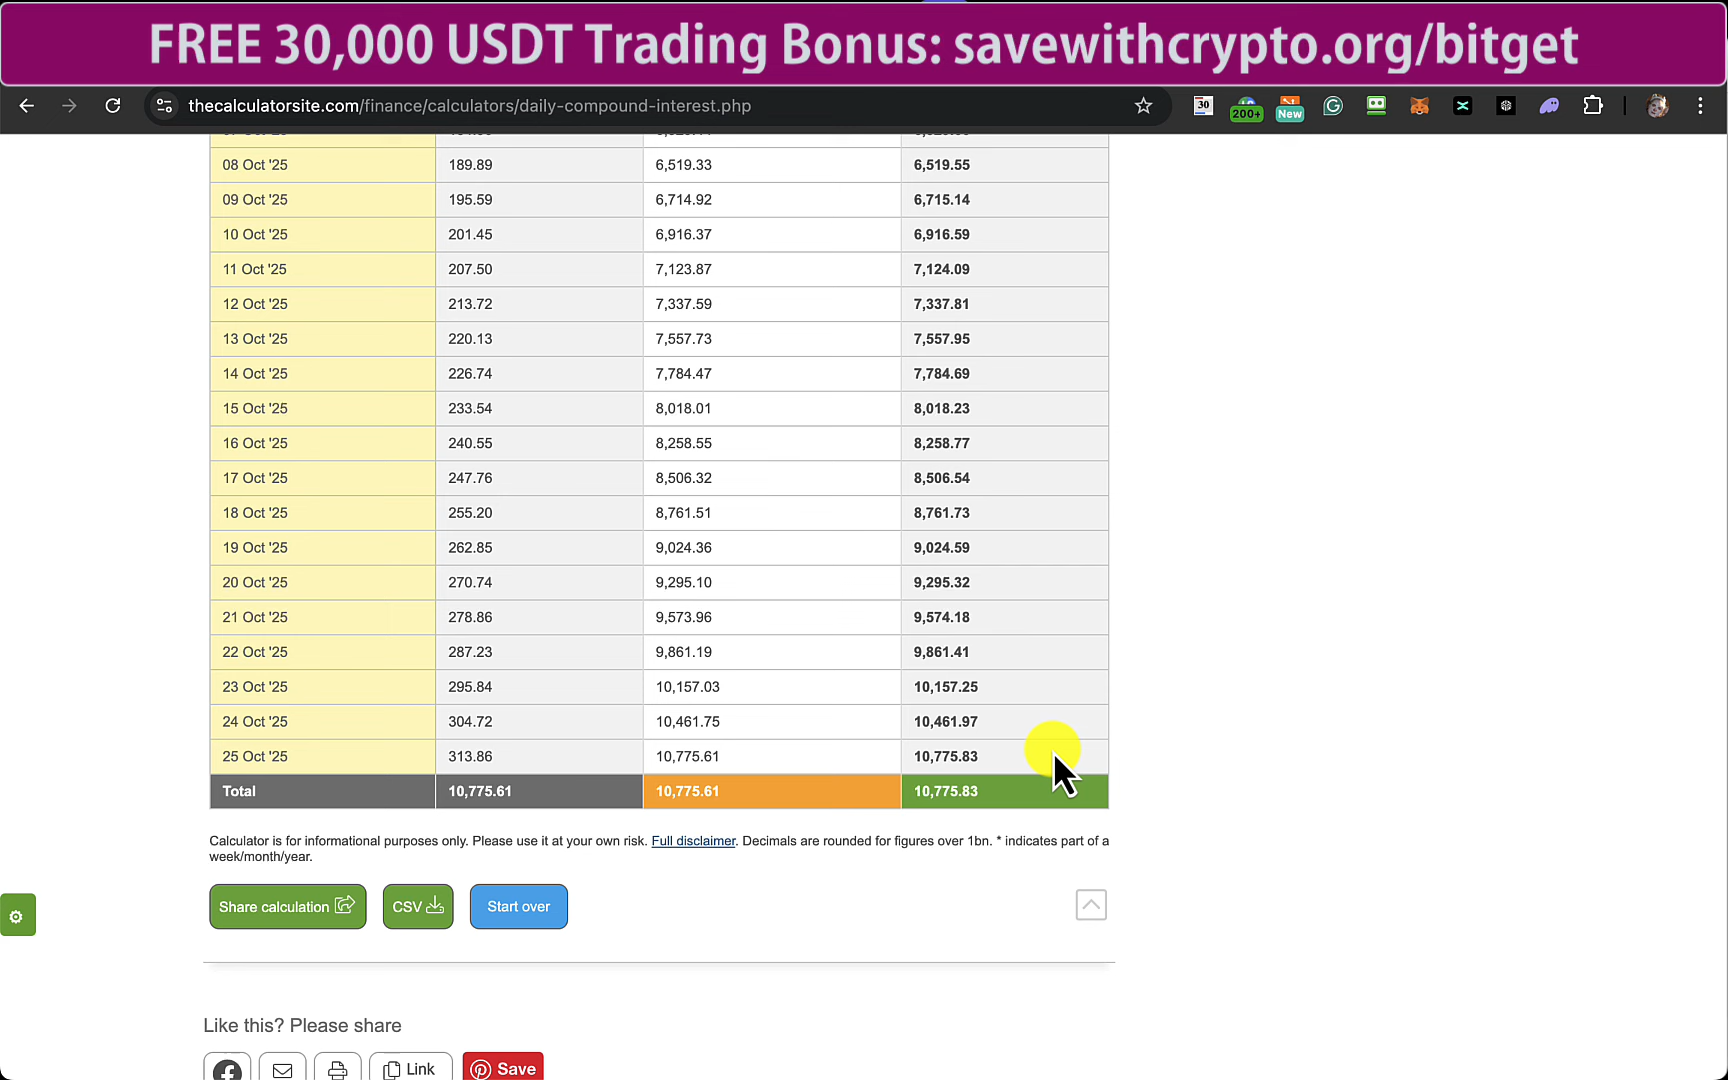 FREE 30,000 USDT Trading Bonus: savewithcrypto.org/bitget
thecalculatorsite.com/finance/calculators/daily-compound-interest.php
30
200+
New
08 Oct '25 189.89 6,519.33 6,519.55
09 Oct '25 195.59 6,714.92 6,715.14
10 Oct '25 201.45 6,916.37 6,916.59
11 Oct '25 207.50 7,123.87 7,124.09
12 Oct '25 213.72 7,337.59 7,337.81
13 Oct '25 220.13 7,557.73 7,557.95
14 Oct '25 226.74 7,784.47 7,784.69
15 Oct '25 233.54 8,018.01 8,018.23
16 Oct '25 240.55 8,258.55 8,258.77
17 Oct '25 247.76 8,506.32 8,506.54
18 Oct '25 255.20 8,761.51 8,761.73
19 Oct '25 262.85 9,024.36 9,024.59
20 Oct '25 270.74 9,295.10 9,295.32
21 Oct '25 278.86 9,573.96 9,574.18
22 Oct '25 287.23 9,861.19 9,861.41
23 Oct '25 295.84 10,157.03 10,157.25
24 Oct '25 304.72 10,461.75 10,461.97
25 Oct '25 313.86 10,775.61 10,775.83
Total 10,775.61 10,775.61 10,775.83
Calculator is for informational purposes only. Please use it at your own risk. Full disclaimer. Decimals are rounded for figures over 1bn. * indicates part of a
week/month/year.
Share calculation CSV Start over
Like this? Please share
Link Save